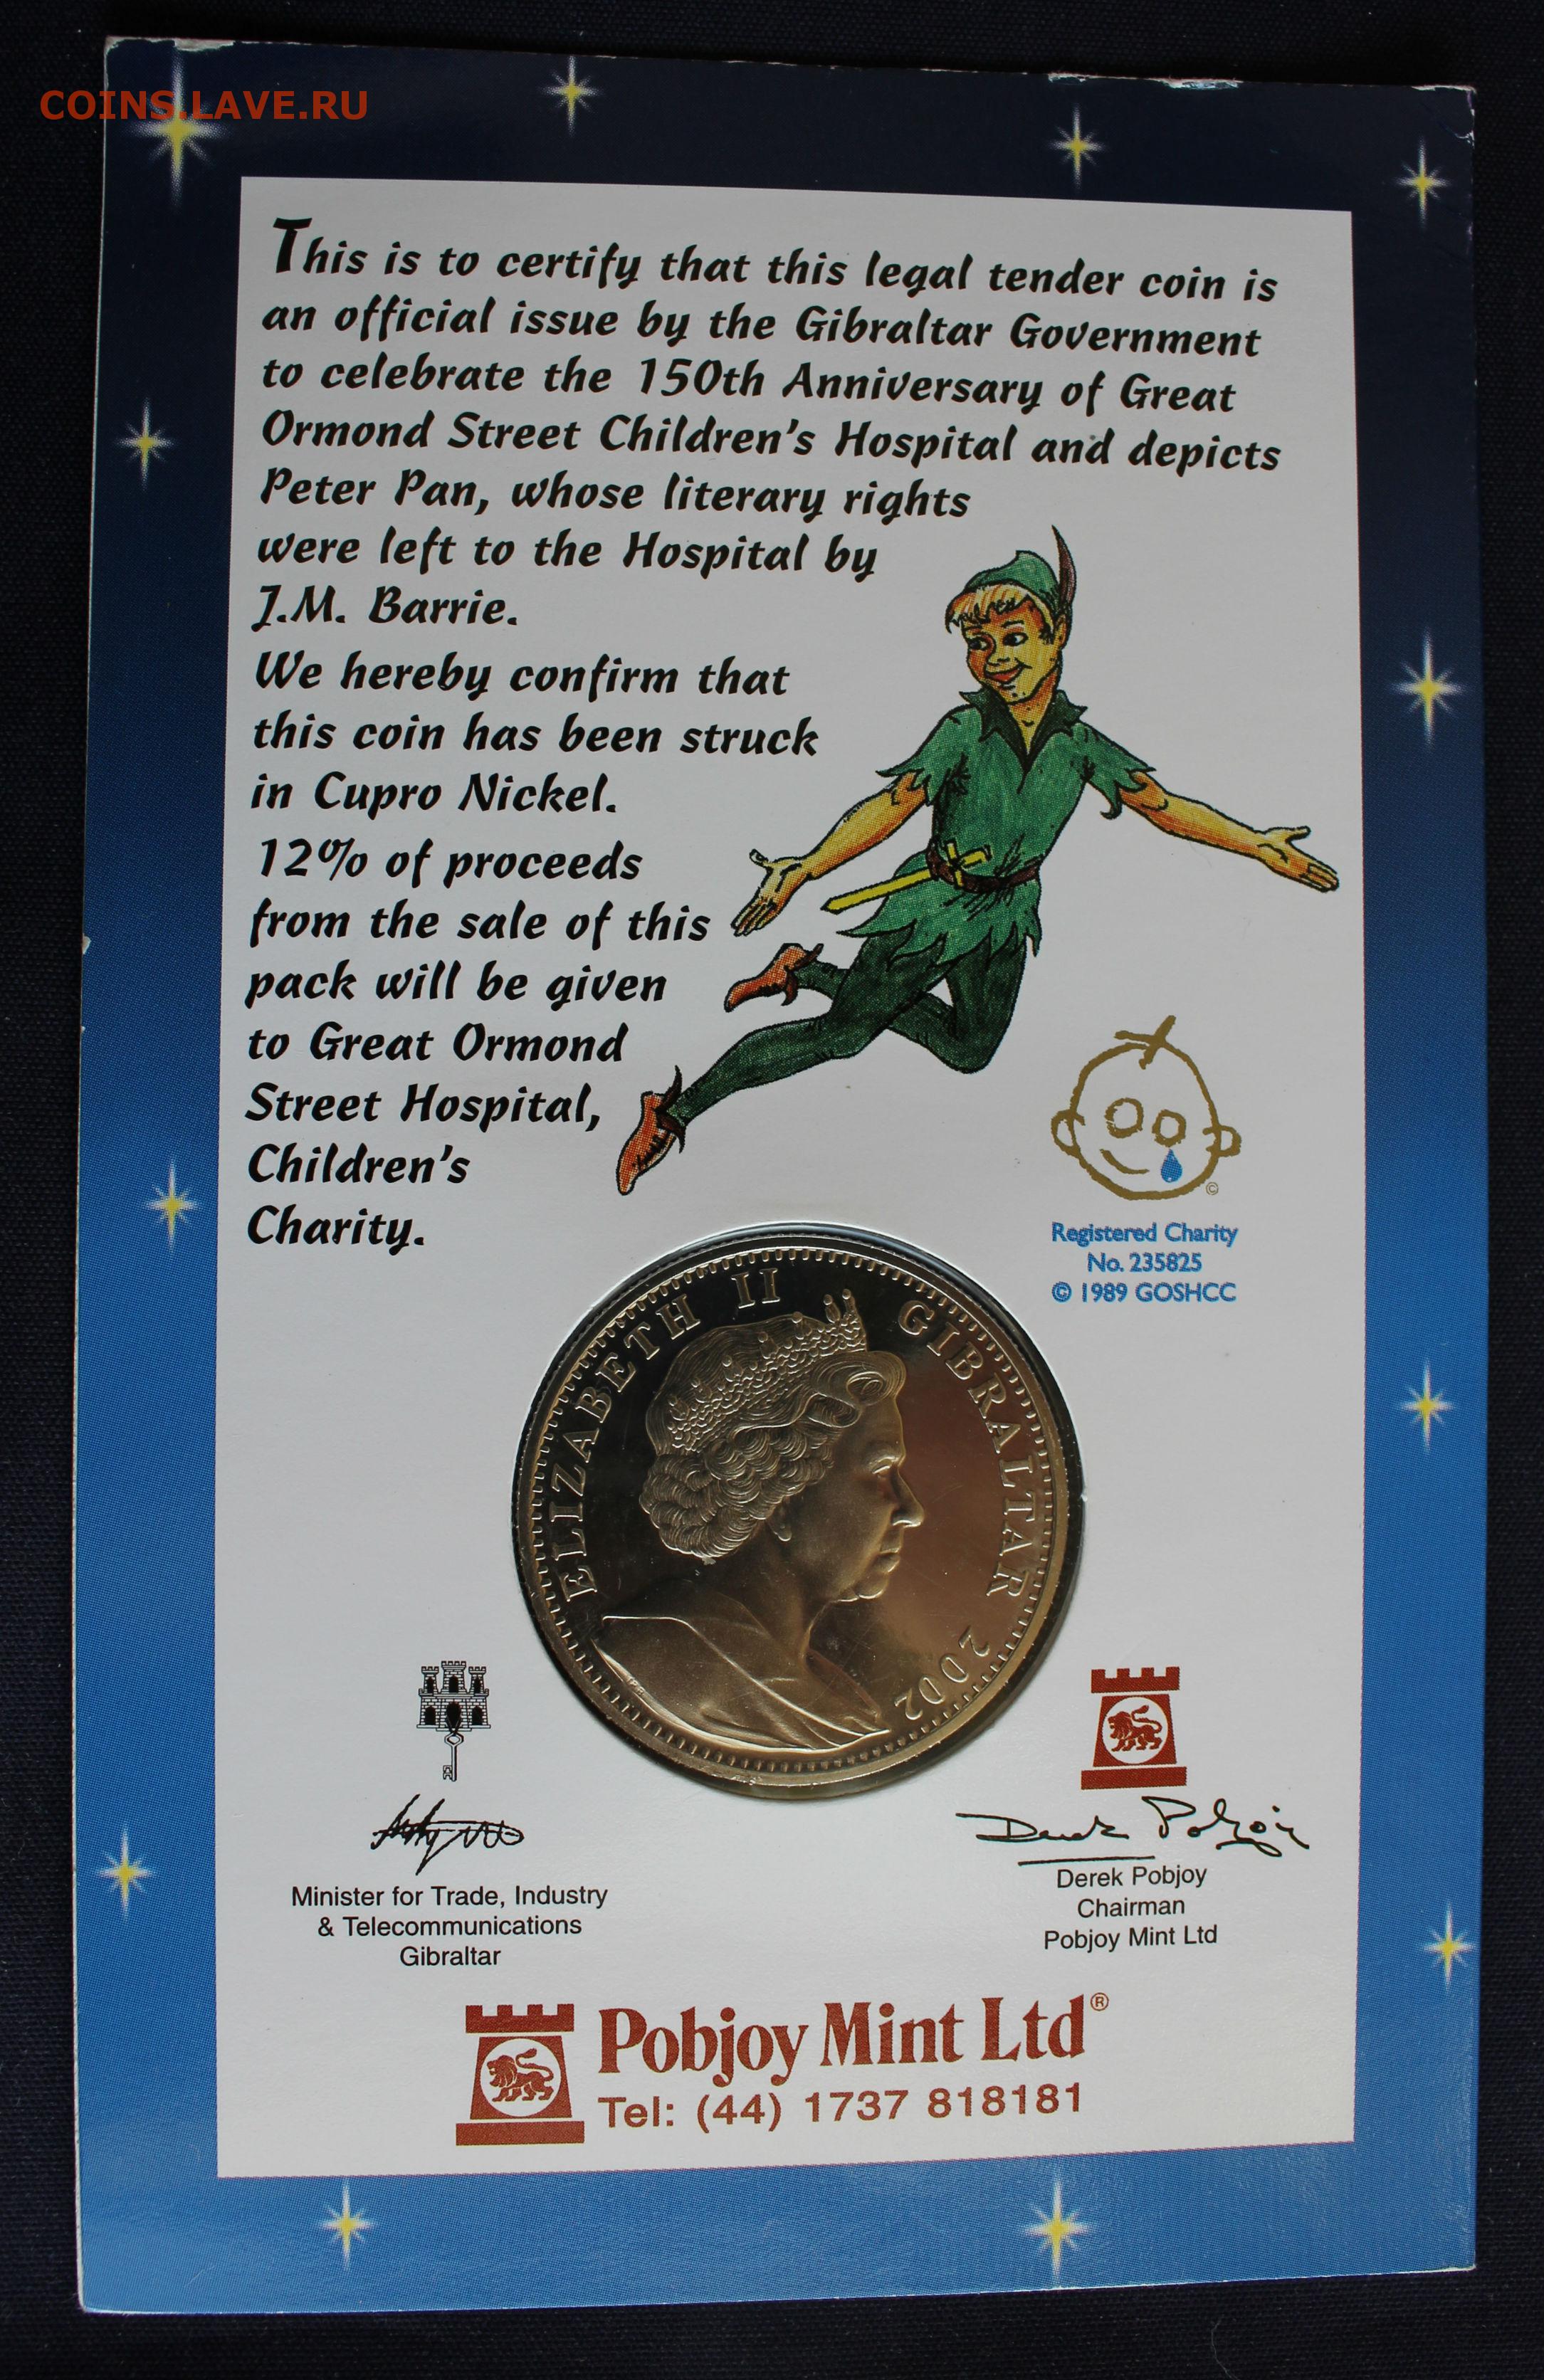 COINS.LAVE.RU
This is to certify that this legal tender coin is
an official issue by the Gibraltar Government
to celebrate the 150th Anniversary of Great
Ormond Street Children's Hospital and depicts
Peter Pan, whose literary rights
were left to the Hospital by
J.M. Barrie.
We hereby confirm that
this coin has been struck
in Cupro Nickel.
12% of proceeds
from the sale of this
pack will be given
to Great Ormond
Street Hospital,
Children's
Charity.
©
Registered Charity
No. 235825
© 1989 GOSHCC
ELIZABETH II GIBRALTAR 2002
Derek Pobjoy
Minister for Trade, Industry
& Telecommunications
Gibraltar
Derek Pobjoy
Chairman
Pobjoy Mint Ltd
Pobjoy Mint Ltd®
Tel: (44) 1737 818181